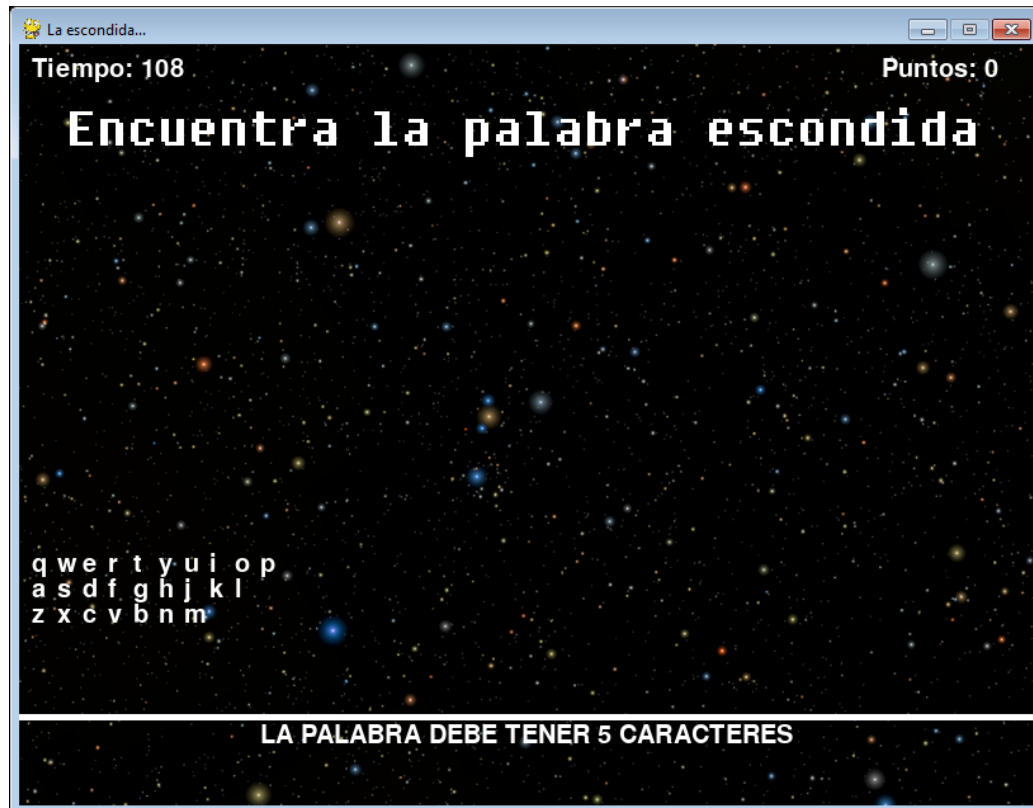 La escondida...
Tiempo: 108 Puntos: 0
Encuentra la palabra escondida
q w e r t y u i o p
a s d f g h j k l
z x c v b n m
LA PALABRA DEBE TENER 5 CARACTERES